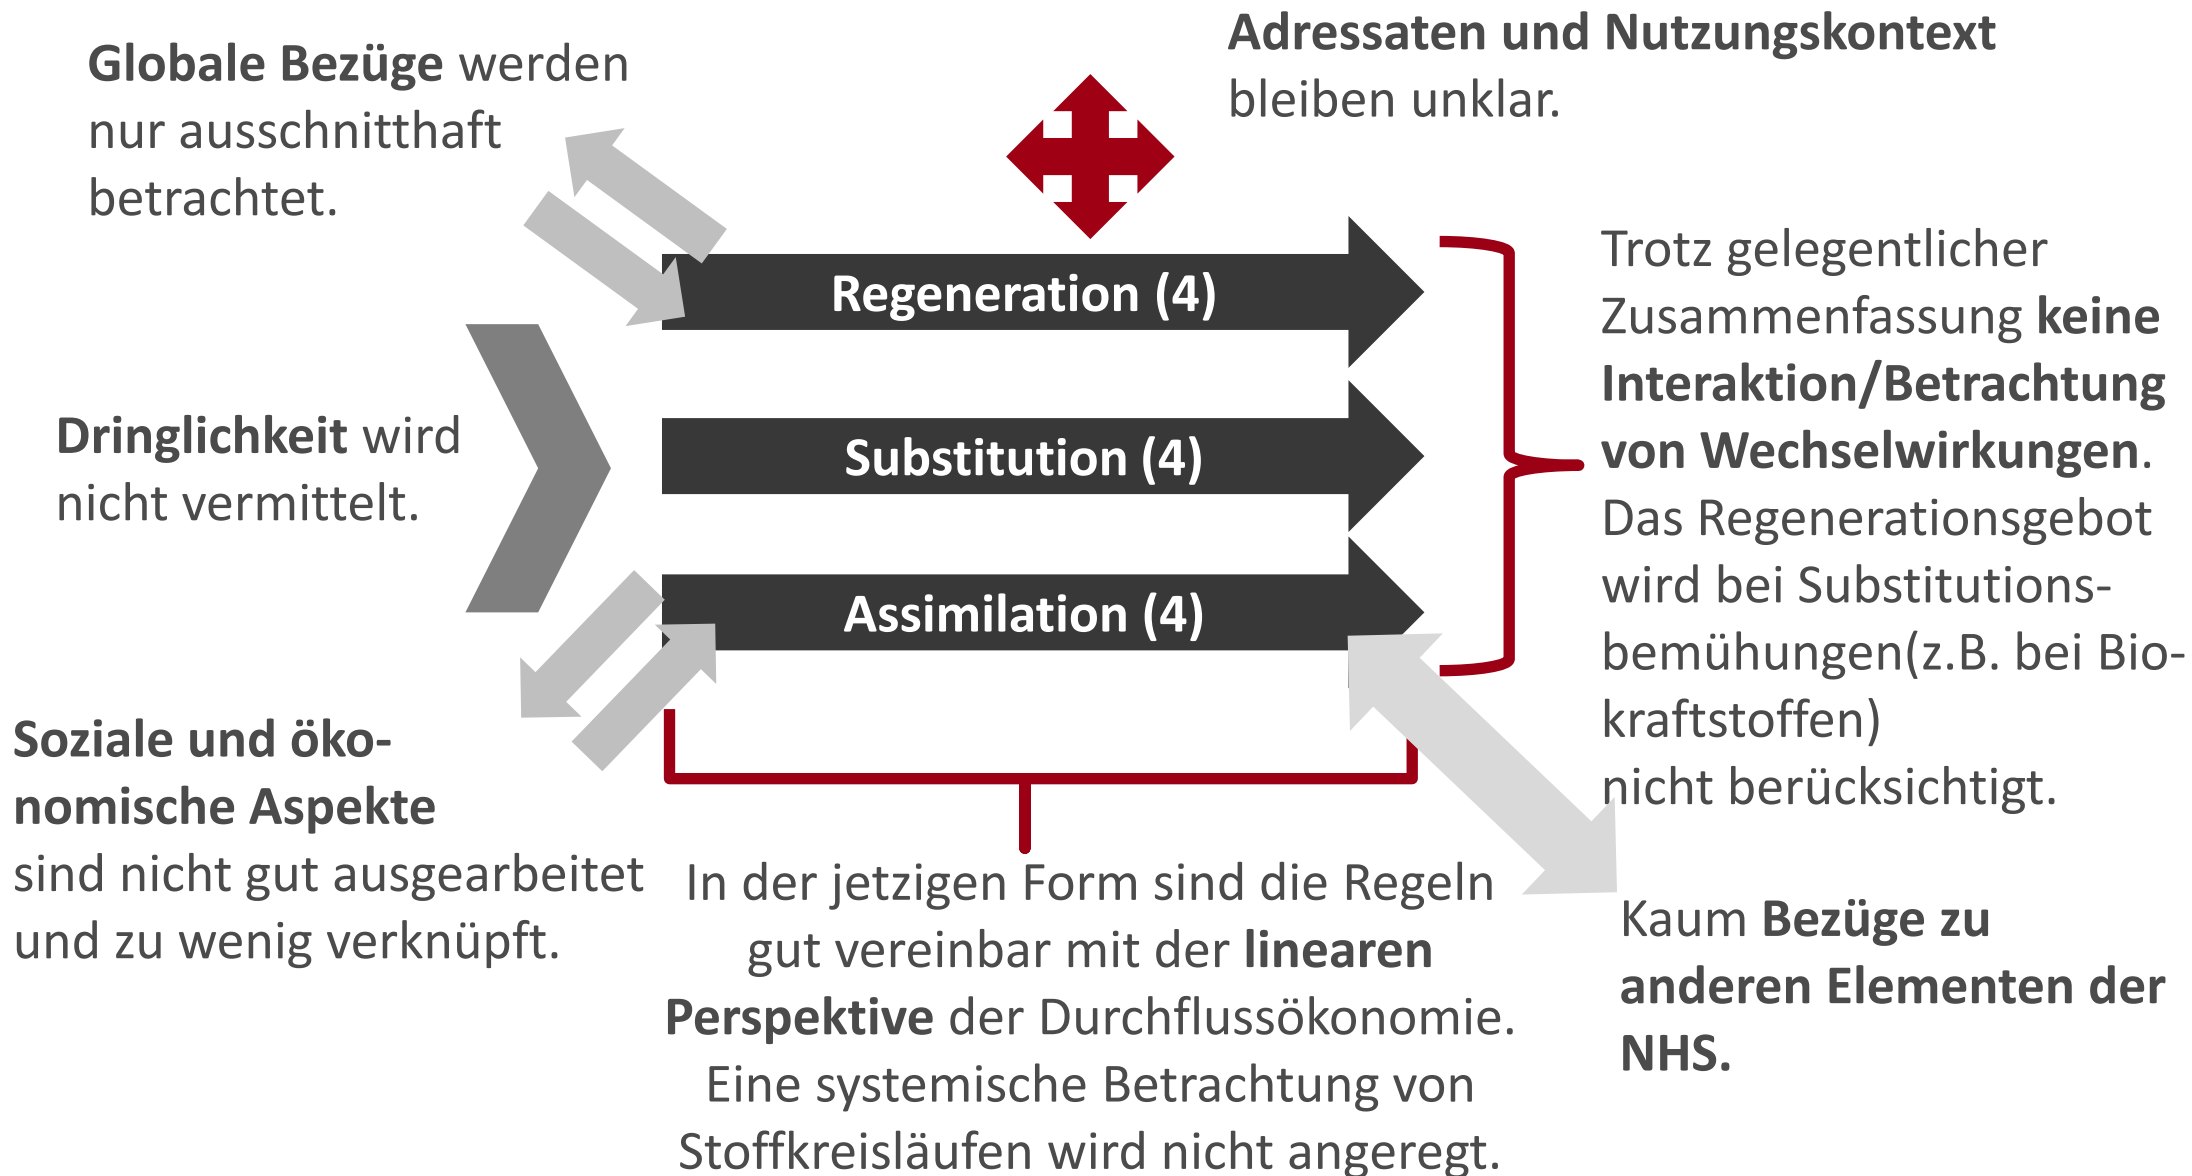 Globale Bezüge werden
nur ausschnitthaft
betrachtet.
Adressaten und Nutzungskontext
bleiben unklar.
Regeneration (4)
Substitution (4)
Assimilation (4)
Dringlichkeit wird
nicht vermittelt.
Trotz gelegentlicher
Zusammenfassung keine
Interaktion/Betrachtung
von Wechselwirkungen.
Das Regenerationsgebot
wird bei Substitutions-
bemühungen(z.B. bei Bio-
kraftstoffen)
nicht berücksichtigt.
Soziale und öko-
nomische Aspekte
sind nicht gut ausgearbeitet
und zu wenig verknüpft.
In der jetzigen Form sind die Regeln
gut vereinbar mit der linearen
Perspektive der Durchflussökonomie.
Eine systemische Betrachtung von
Stoffkreisläufen wird nicht angeregt.
Kaum Bezüge zu
anderen Elementen der
NHS.